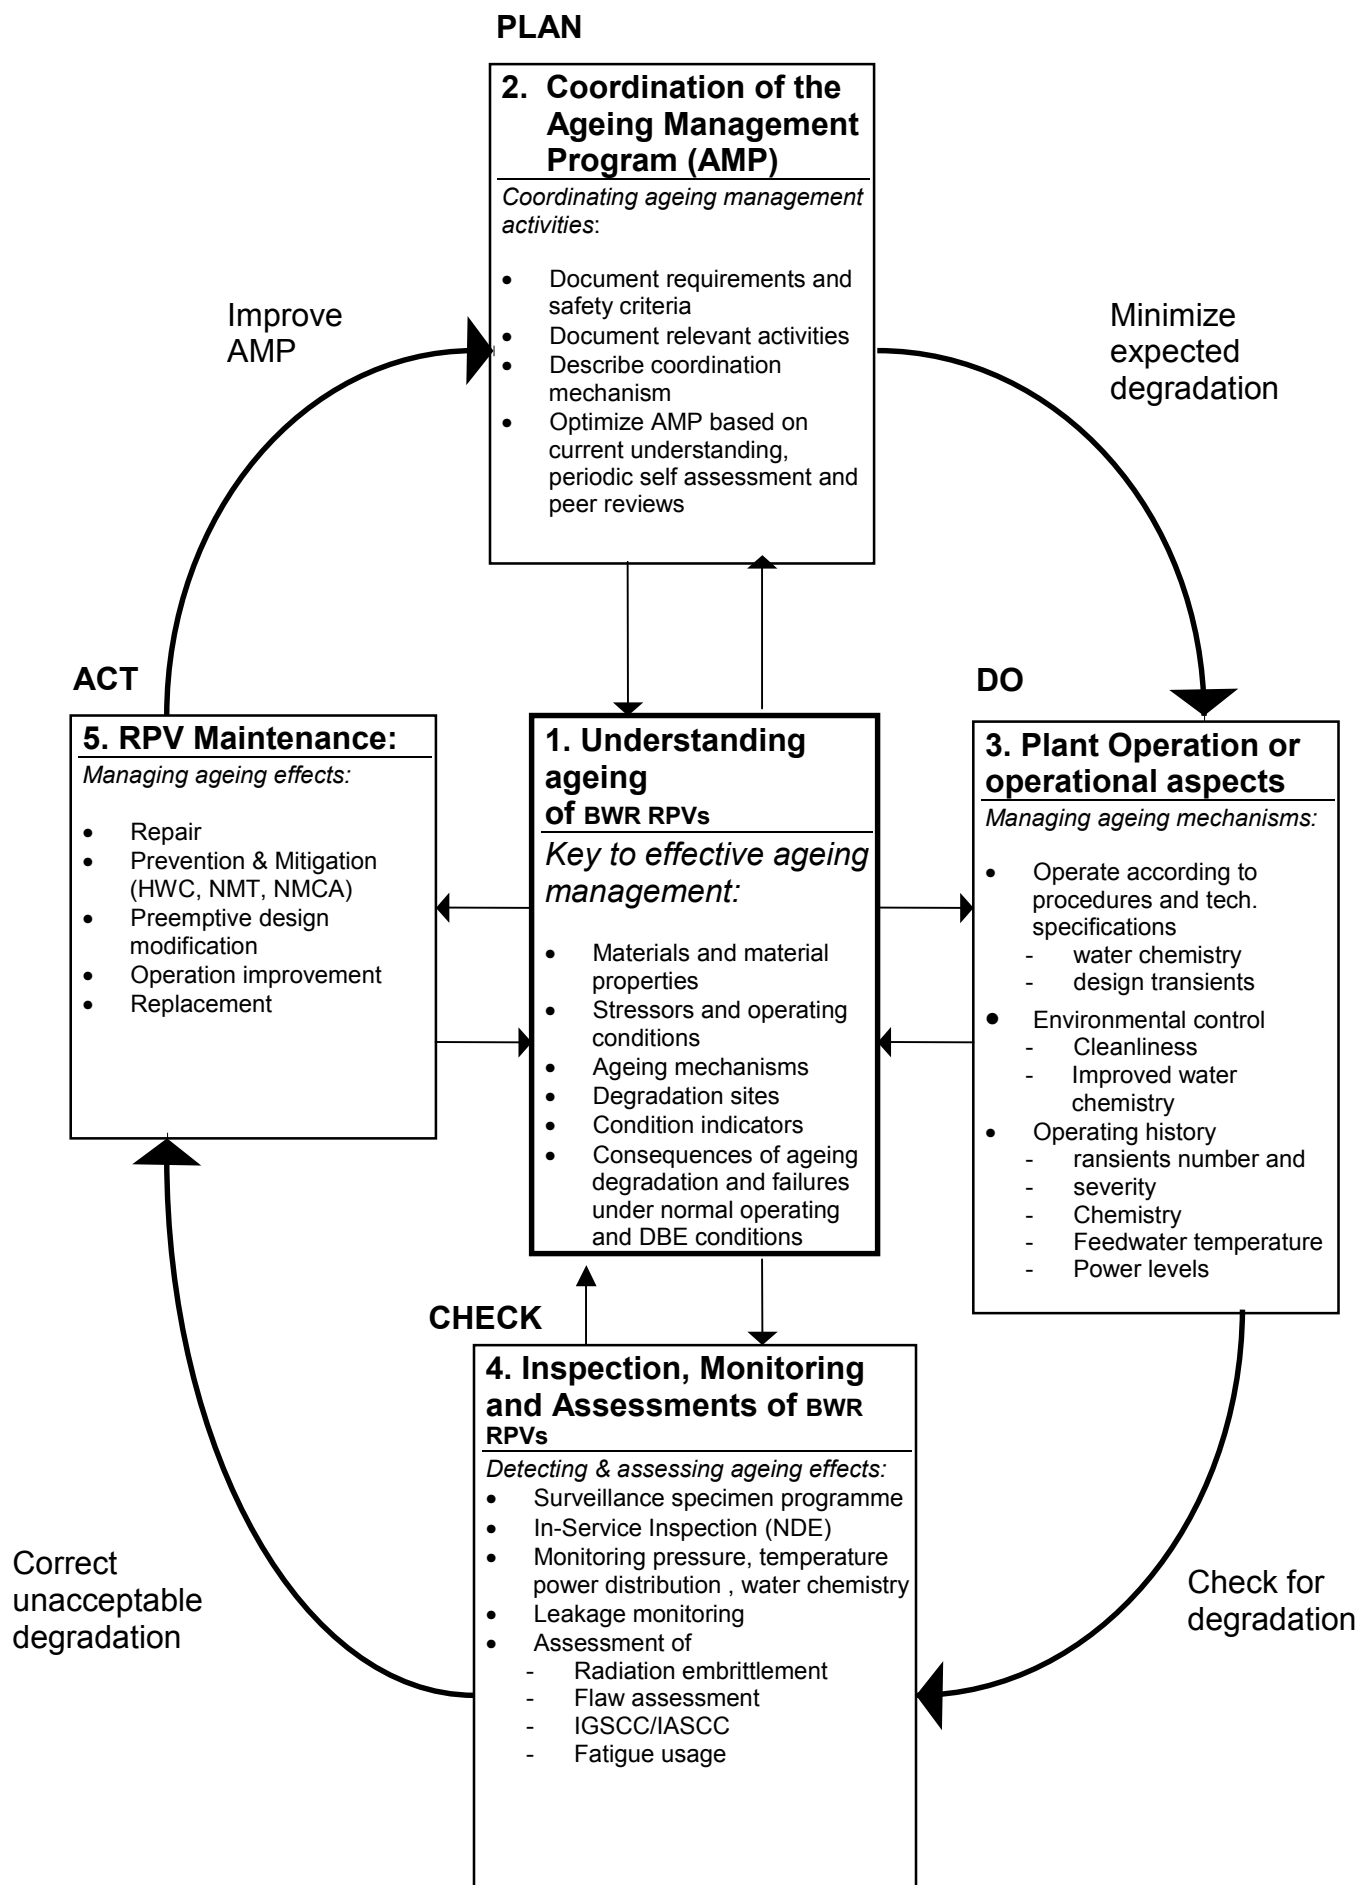 PLAN
2. Coordination of the
Ageing Management
Program (AMP)
Coordinating ageing management
activities:
• Document requirements and
safety criteria
• Document relevant activities
• Describe coordination
mechanism
• Optimize AMP based on
current understanding,
periodic self assessment and
peer reviews
Improve
AMP
Minimize
expected
degradation
ACT
5. RPV Maintenance:
Managing ageing effects:
• Repair
• Prevention & Mitigation
(HWC, NMT, NMCA)
• Preemptive design
modification
• Operation improvement
• Replacement
1. Understanding
ageing
of BWR RPVs
Key to effective ageing
management:
• Materials and material
properties
• Stressors and operating
conditions
• Ageing mechanisms
• Degradation sites
• Condition indicators
• Consequences of ageing
degradation and failures
under normal operating
and DBE conditions
DO
3. Plant Operation or
operational aspects
Managing ageing mechanisms:
• Operate according to
procedures and tech.
specifications
- water chemistry
- design transients
• Environmental control
- Cleanliness
- Improved water
chemistry
• Operating history
- ransients number and
- severity
- Chemistry
- Feedwater temperature
- Power levels
CHECK
4. Inspection, Monitoring
and Assessments of BWR
RPVs
Detecting & assessing ageing effects:
• Surveillance specimen programme
• In-Service Inspection (NDE)
• Monitoring pressure, temperature
power distribution , water chemistry
• Leakage monitoring
• Assessment of
- Radiation embrittlement
- Flaw assessment
- IGSCC/IASCC
- Fatigue usage
Correct
unacceptable
degradation
Check for
degradation